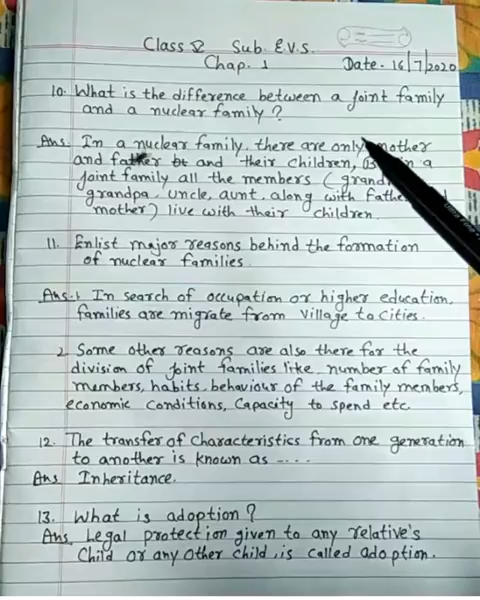 Class V Sub. E.V.S.
Chap. 1 Date. 16/7/2020
10. What is the difference between a joint family
and a nuclear family?
Ans. In a nuclear family, there are only mother
and father and their children, in a
joint family all the members (
grandpa, uncle, aunt, along with
mother) live with their children.
11. Enlist major reasons behind the formation
of nuclear families.
Ans. 1. In search of occupation or higher education,
families are migrate from village to cities.
2. Some other reasons are also there for the
division of joint families like, number of family
members, habits, behaviour of the family members,
economic conditions, Capacity to spend etc.
12. The transfer of characteristics from one generation
to another is known as ....
Ans Inheritance.
13. What is adoption?
Ans. Legal protection given to any relative's
Child or any other child, is called adoption.